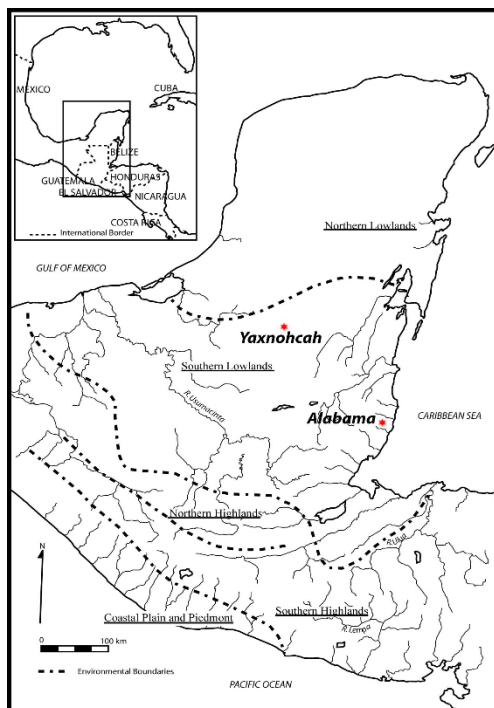 MEXICO
CUBA
BELIZE
GUATEMALA
HONDURAS
EL SALVADOR
NICARAGUA
COSTA RICA
International Border
Northern Lowlands
GULF OF MEXICO
Yaxnohcah
Southern Lowlands
R. Usumacinta
Alabama
CARIBBEAN SEA
Northern Highlands
R. Ulua
N
Coastal Plain and Piedmont
Southern Highlands
R. Lempa
0
100 km
Environmental Boundaries
PACIFIC OCEAN